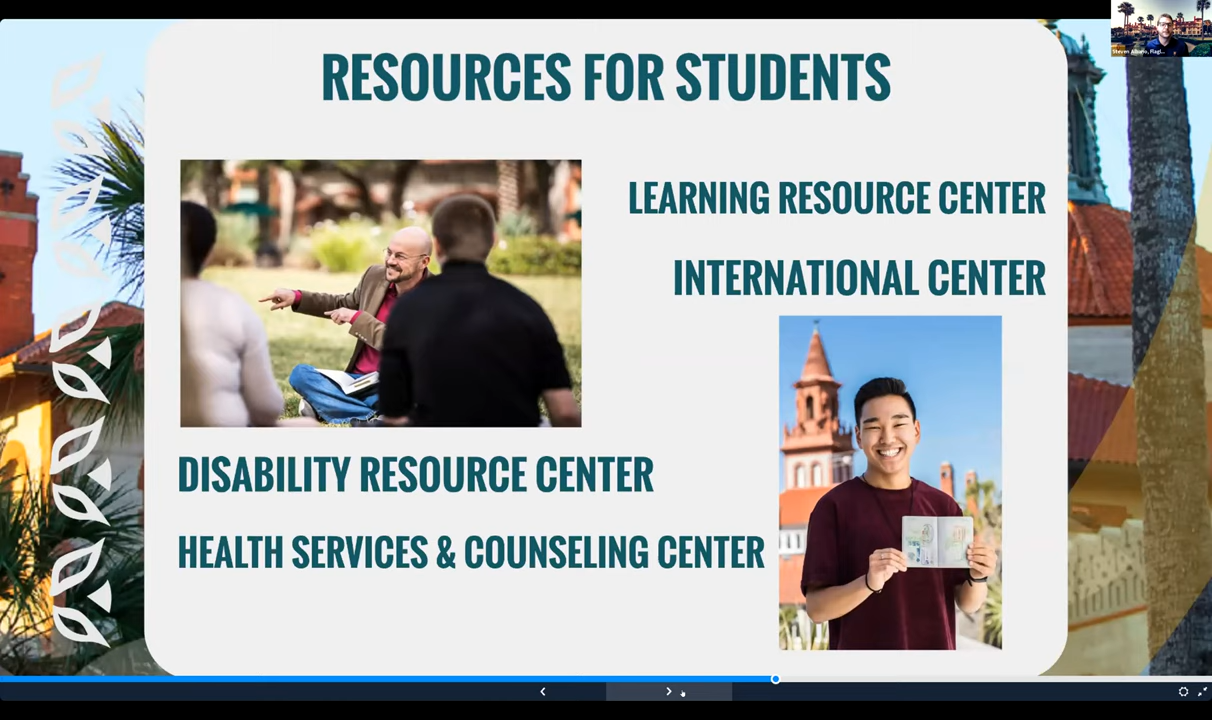 RESOURCES FOR STUDENTS
LEARNING RESOURCE CENTER
INTERNATIONAL CENTER
DISABILITY RESOURCE CENTER
HEALTH SERVICES & COUNSELING CENTER